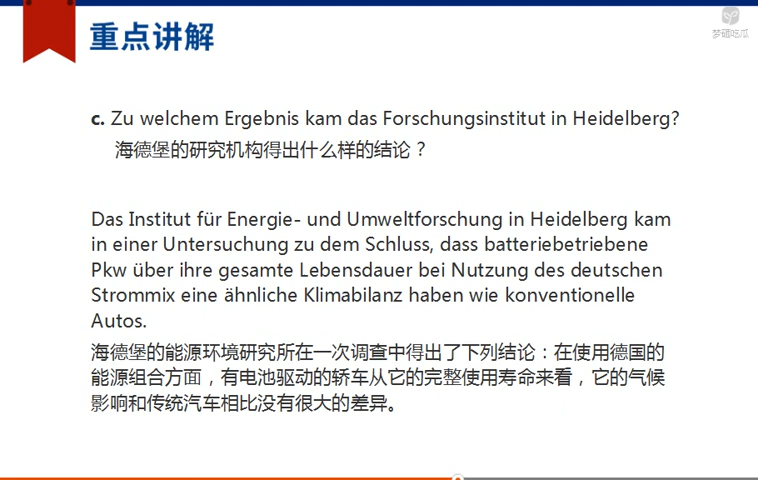 重点讲解
梦醒吃瓜
c. Zu welchem Ergebnis kam das Forschungsinstitut in Heidelberg?
海德堡的研究机构得出什么样的结论？
Das Institut für Energie- und Umweltforschung in Heidelberg kam
in einer Untersuchung zu dem Schluss, dass batteriebetriebene
Pkw über ihre gesamte Lebensdauer bei Nutzung des deutschen
Strommix eine ähnliche Klimabilanz haben wie konventionelle
Autos.
海德堡的能源环境研究所在一次调查中得出了下列结论：在使用德国的
能源组合方面，有电池驱动的轿车从它的完整使用寿命来看，它的气候
影响和传统汽车相比没有很大的差异。